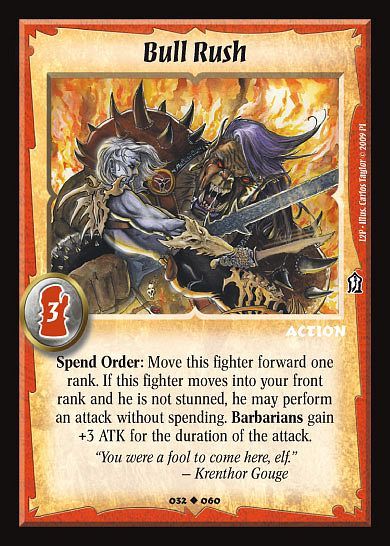 Bull Rush
L2P • Illus. Carlos Taylor © 2009 PI
3
ACTION
Spend Order: Move this fighter forward one
rank. If this fighter moves into your front
rank and he is not stunned, he may perform
an attack without spending. Barbarians gain
+3 ATK for the duration of the attack.
"You were a fool to come here, elf."
– Krenthor Gouge
032 ◆ 060